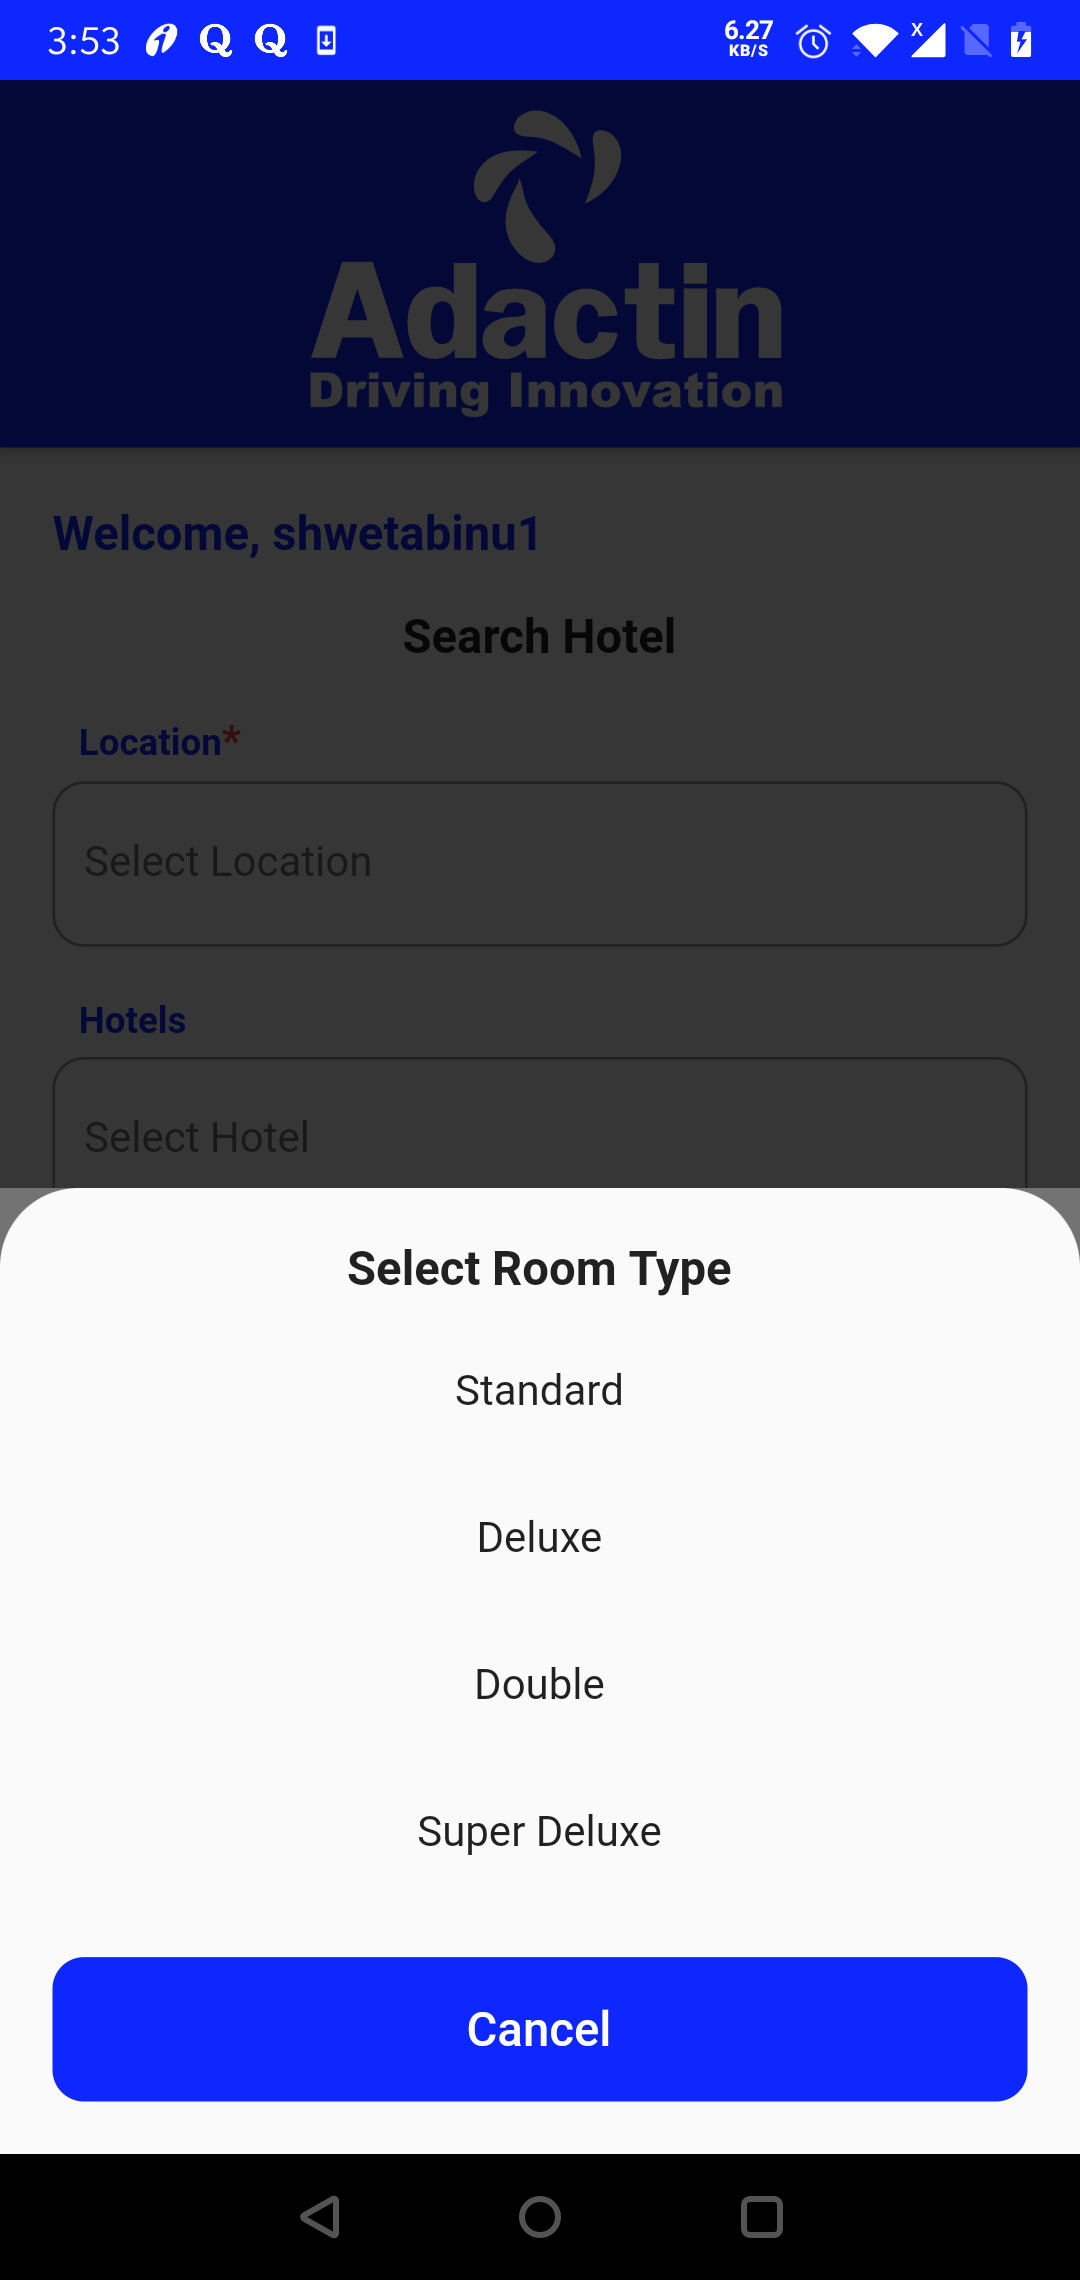 3:53
6.27
KB/S
Adactin
Driving Innovation
Welcome, shwetabinu1
Search Hotel
Location*
Select Location
Hotels
Select Hotel
Select Room Type
Standard
Deluxe
Double
Super Deluxe
Cancel